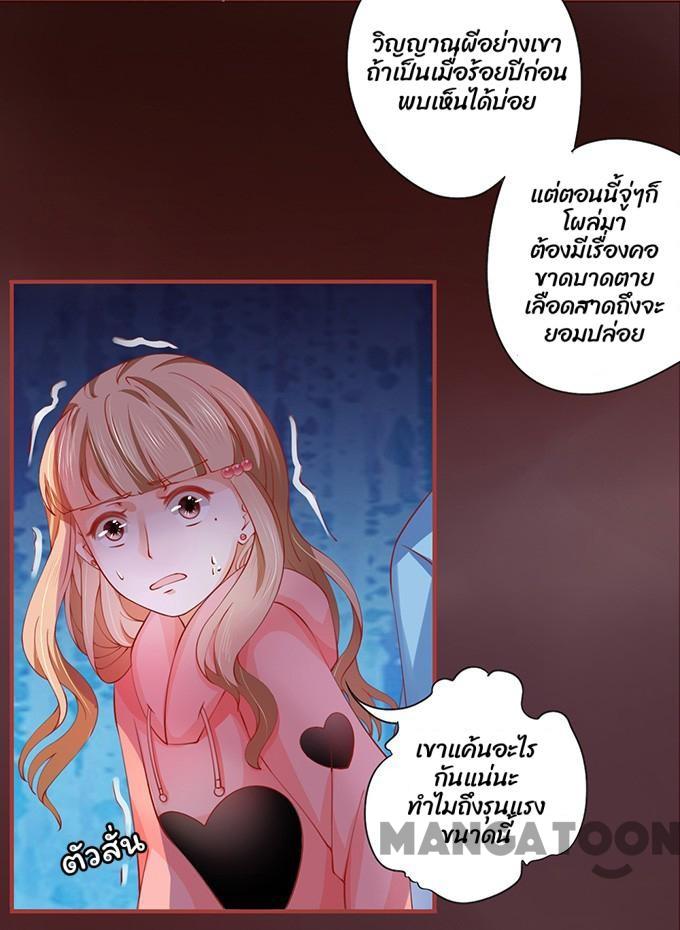 วิญญาณผีอย่างเขา
ถ้าเป็นเมื่อร้อยปีก่อน
พบเห็นได้บ่อย
แต่ตอนนี้จู่ๆก็
โผล่มา
ต้องมีเรื่องคอ
ขาดบาดตาย
เลือดสาดถึงจะ
ยอมปล่อย
เขาแค้นอะไร
กันแน่นะ
ทำไมถึงรุนแรง
ขนาดนี้
MANGATOON
ตัวสั่น